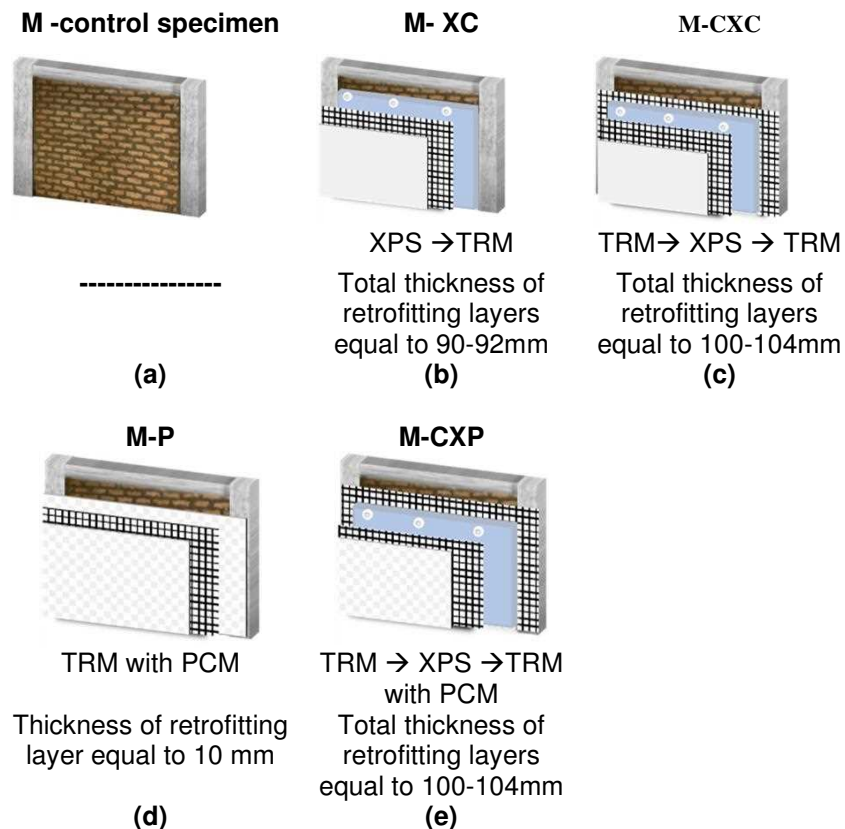 M -control specimen
M- XC
M-CXC
XPS →TRM
TRM→ XPS → TRM
----------------
Total thickness of
retrofitting layers
equal to 90-92mm
Total thickness of
retrofitting layers
equal to 100-104mm
(a)
(b)
(c)
M-P
M-CXP
TRM with PCM
TRM → XPS →TRM
with PCM
Thickness of retrofitting
layer equal to 10 mm
Total thickness of
retrofitting layers
equal to 100-104mm
(d)
(e)